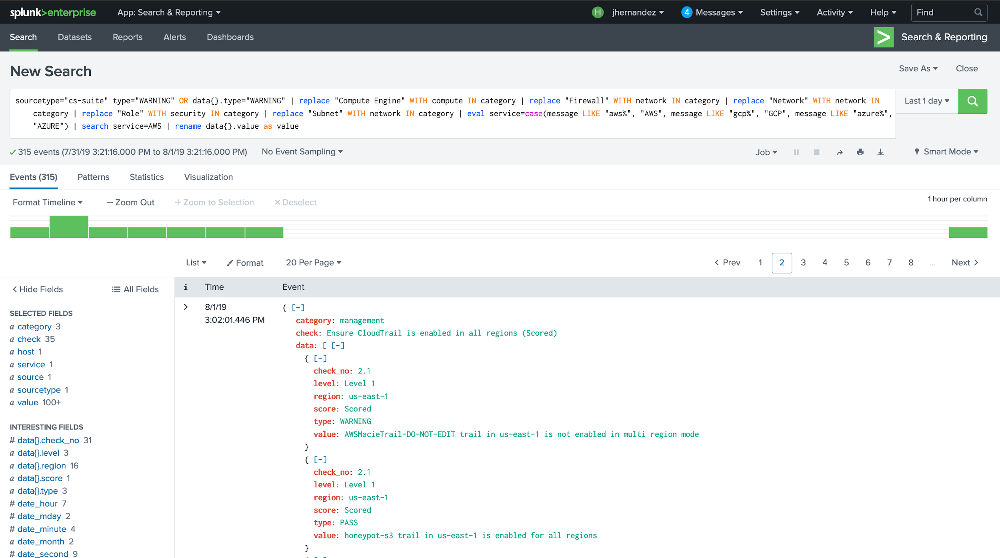 splunk>enterprise App: Search & Reporting H jhernandez 4 Messages Settings Activity Help Find
Search Datasets Reports Alerts Dashboards > Search & Reporting
New Search Save As Close
sourcetype="cs-suite" type="WARNING" OR data{}.type="WARNING" | replace "Compute Engine" WITH compute IN category | replace "Firewall" WITH network IN category | replace "Network" WITH network IN
category | replace "Role" WITH security IN category | replace "Subnet" WITH network IN category | eval service=case(message LIKE "aws%", "AWS", message LIKE "gcp%", "GCP", message LIKE "azure%",
"AZURE") | search service=AWS | rename data{}.value as value
Last 1 day
✓ 315 events (7/31/19 3:21:16.000 PM to 8/1/19 3:21:16.000 PM) No Event Sampling Job Smart Mode
Events (315) Patterns Statistics Visualization
Format Timeline — Zoom Out + Zoom to Selection × Deselect 1 hour per column
List Format 20 Per Page < Prev 1 2 3 4 5 6 7 8 ... Next >
< Hide Fields All Fields
SELECTED FIELDS
a category 3
a check 35
a host 1
a service 1
a source 1
a sourcetype 1
a value 100+
INTERESTING FIELDS
# data{}.check_no 31
a data{}.level 3
a data{}.region 16
a data{}.score 1
a data{}.type 3
# date_hour 7
# date_mday 2
# date_minute 4
a date_month 2
# date_second 9
i Time Event
> 8/1/19
3:02:01.446 PM
{ [-]
category: management
check: Ensure CloudTrail is enabled in all regions (Scored)
data: [ [-]
{ [-]
check_no: 2.1
level: Level 1
region: us-east-1
score: Scored
type: WARNING
value: AWSMacieTrail-DO-NOT-EDIT trail in us-east-1 is not enabled in multi region mode
}
{ [-]
check_no: 2.1
level: Level 1
region: us-east-1
score: Scored
type: PASS
value: honeypot-s3 trail in us-east-1 is enabled for all regions
}